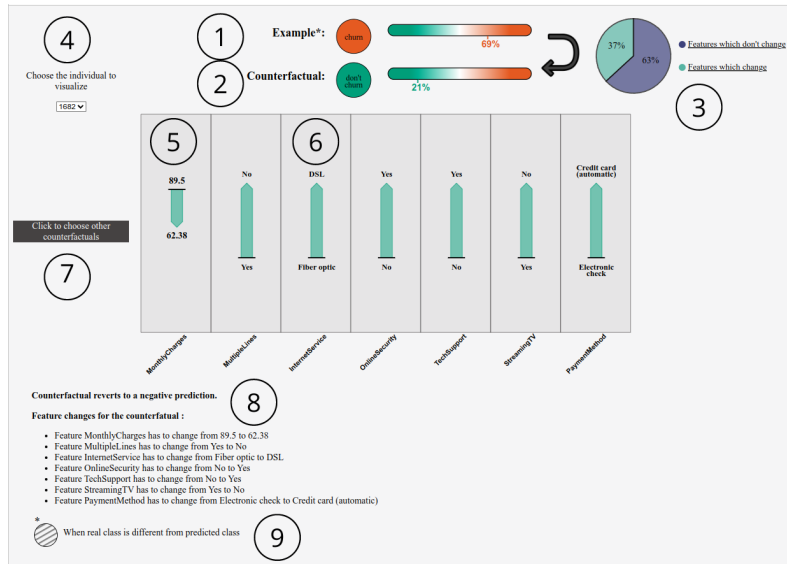 4
Choose the individual to
visualize
1682
1
Example*:
churn
69%
2
Counterfactual:
don't
churn
21%
37%
63%
Features which don't change
Features which change
3
5
6
89.5
62.38
No
Yes
DSL
Fiber optic
Yes
No
Yes
No
No
Yes
Credit card
(automatic)
Electronic
check
Click to choose other
counterfactuals
7
MonthlyCharges
MultipleLines
InternetService
OnlineSecurity
TechSupport
StreamingTV
PaymentMethod
Counterfactual reverts to a negative prediction.
8
Feature changes for the counterfatual :
• Feature MonthlyCharges has to change from 89.5 to 62.38
• Feature MultipleLines has to change from Yes to No
• Feature InternetService has to change from Fiber optic to DSL
• Feature OnlineSecurity has to change from No to Yes
• Feature TechSupport has to change from No to Yes
• Feature StreamingTV has to change from Yes to No
• Feature PaymentMethod has to change from Electronic check to Credit card (automatic)
*
When real class is different from predicted class
9